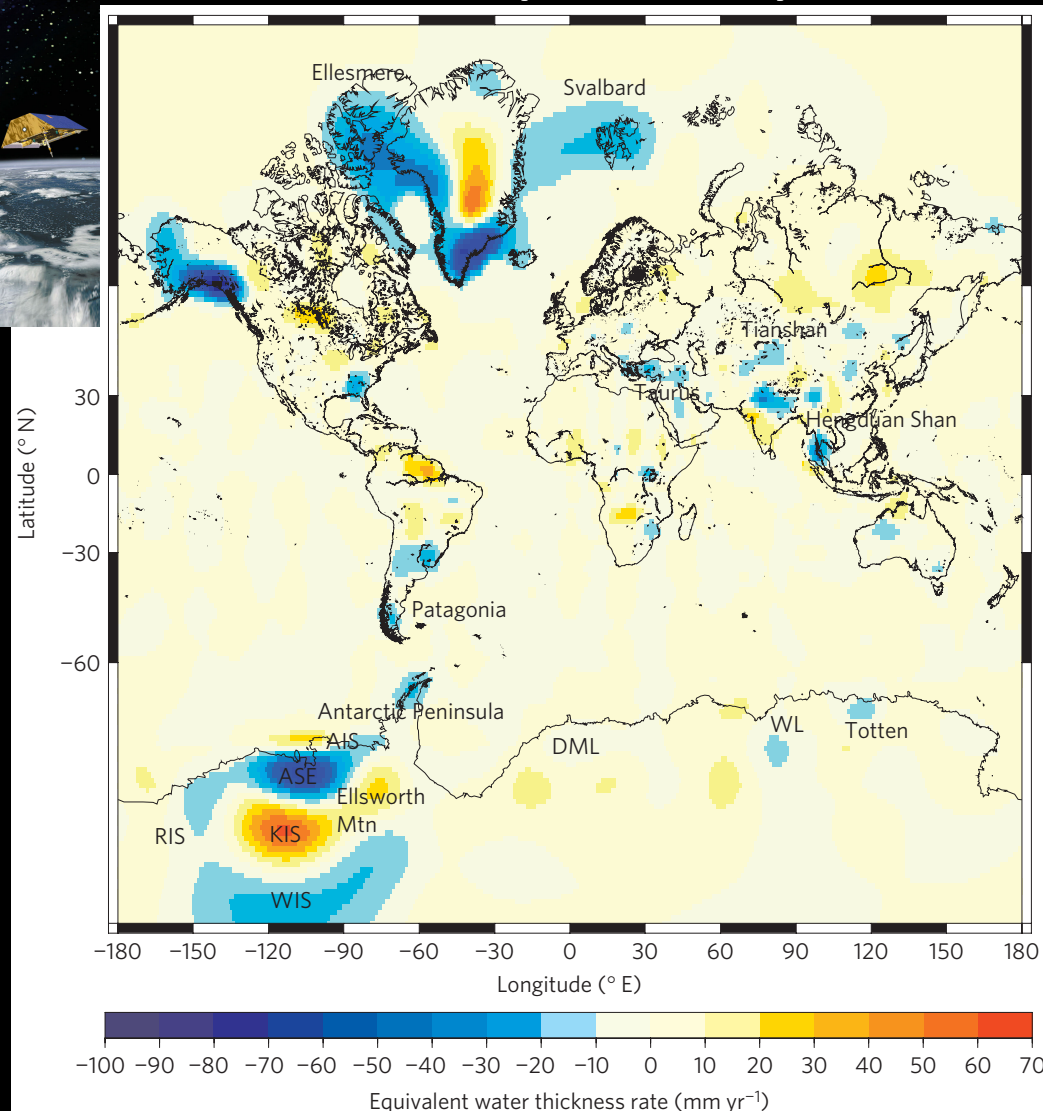 Ellesmere
Svalbard
Tianshan
Taurus
Hengduan Shan
Patagonia
Antarctic Peninsula
AIS
ASE
DML
WL
Totten
Ellsworth
Mtn
RIS
KIS
WIS
30
0
−30
−60
Latitude (° N)
−180 −150 −120 −90 −60 −30 0 30 60 90 120 150 180
Longitude (° E)
−100 −90 −80 −70 −60 −50 −40 −30 −20 −10 0 10 20 30 40 50 60 70
Equivalent water thickness rate (mm yr⁻¹)